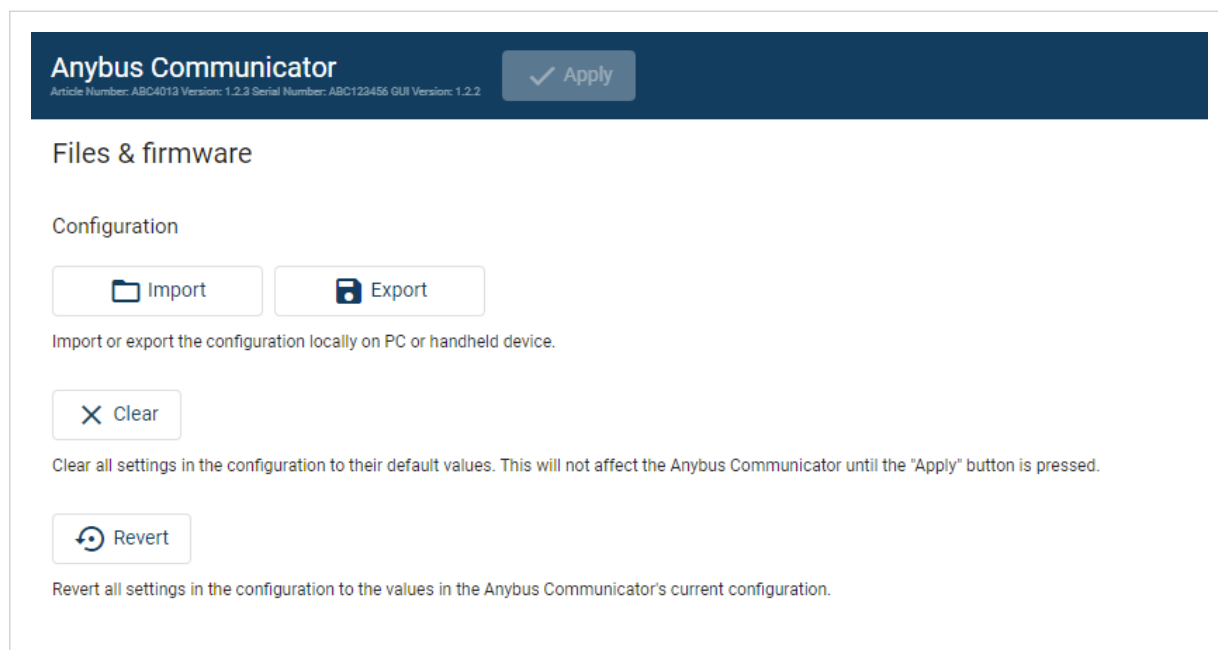 Anybus Communicator
Article Number: ABC4013 Version: 1.2.3 Serial Number: ABC123456 GUI Version: 1.2.2
Apply
Files & firmware
Configuration
Import
Export
Import or export the configuration locally on PC or handheld device.
Clear
Clear all settings in the configuration to their default values. This will not affect the Anybus Communicator until the "Apply" button is pressed.
Revert
Revert all settings in the configuration to the values in the Anybus Communicator's current configuration.